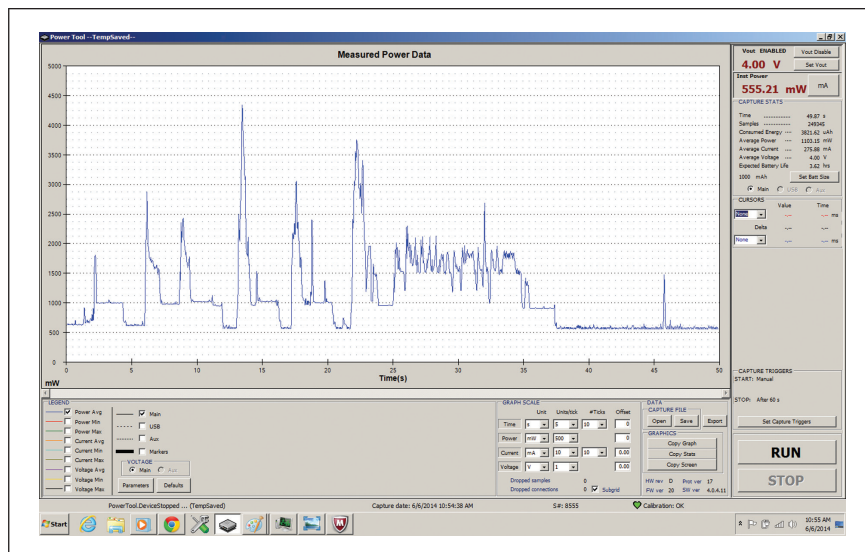 Power Tool --TempSaved--
Measured Power Data
5000
4500
4000
3500
3000
2500
2000
1500
1000
500
0
mW
0 5 10 15 20 25 30 35 40 45 50
Time(s)
Vout ENABLED Vout Disable
4.00 V Set Vout
Inst Power
555.21 mW mA
CAPTURE STATS
Time 49.87 s
Samples 249345
Consumed Energy 3821.62 uAh
Average Power 1103.15 mW
Average Current 275.88 mA
Average Voltage 4.00 V
Expected Battery Life 3.62 hrs
1000 mAh Set Batt Size
Main USB Aux
CURSORS
Value Time
None -.-- -.-- ms
Delta -.-- -.--
None -.-- -.-- ms
CAPTURE TRIGGERS
START: Manual
STOP: After 60 s
Set Capture Triggers
RUN
STOP
LEGEND
Power Avg
Power Min
Power Max
Current Avg
Current Min
Current Max
Voltage Avg
Voltage Min
Voltage Max
Main
USB
Aux
Markers
VOLTAGE
Main Aux
Parameters Defaults
GRAPH SCALE
Unit Units/tick #Ticks Offset
Time s 5 10 0
Power mW 500 0
Current mA 10 10 0.00
Voltage V 1 0.00
Dropped samples 0
Dropped connections 0 Subgrid
DATA
CAPTURE FILE
Open Save Export
GRAPHICS
Copy Graph
Copy Stats
Copy Screen
HW rev D Prot ver 17
FW ver 20 SW ver 4.0.4.11
PowerTool.DeviceStopped ... (TempSaved) Capture date: 6/6/2014 10:54:38 AM S#: 8555 Calibration: OK
Start
10:55 AM
6/6/2014